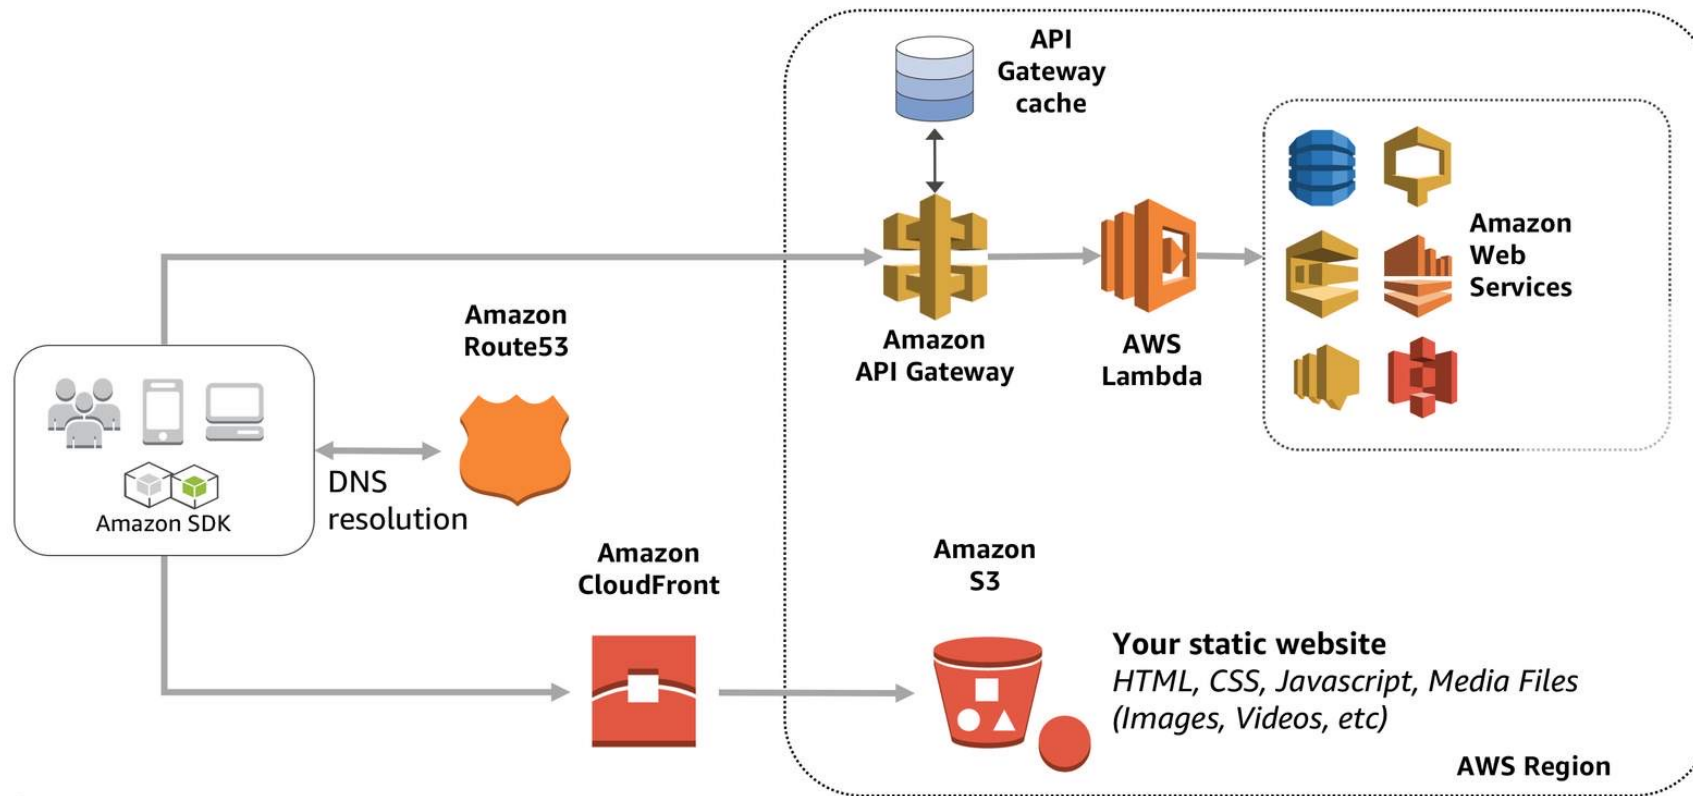 API
Gateway
cache
Amazon
Web
Services
Amazon
API Gateway
AWS
Lambda
Amazon
Route53
DNS
resolution
Amazon SDK
Amazon
CloudFront
Amazon
S3
Your static website
HTML, CSS, Javascript, Media Files
(Images, Videos, etc)
AWS Region